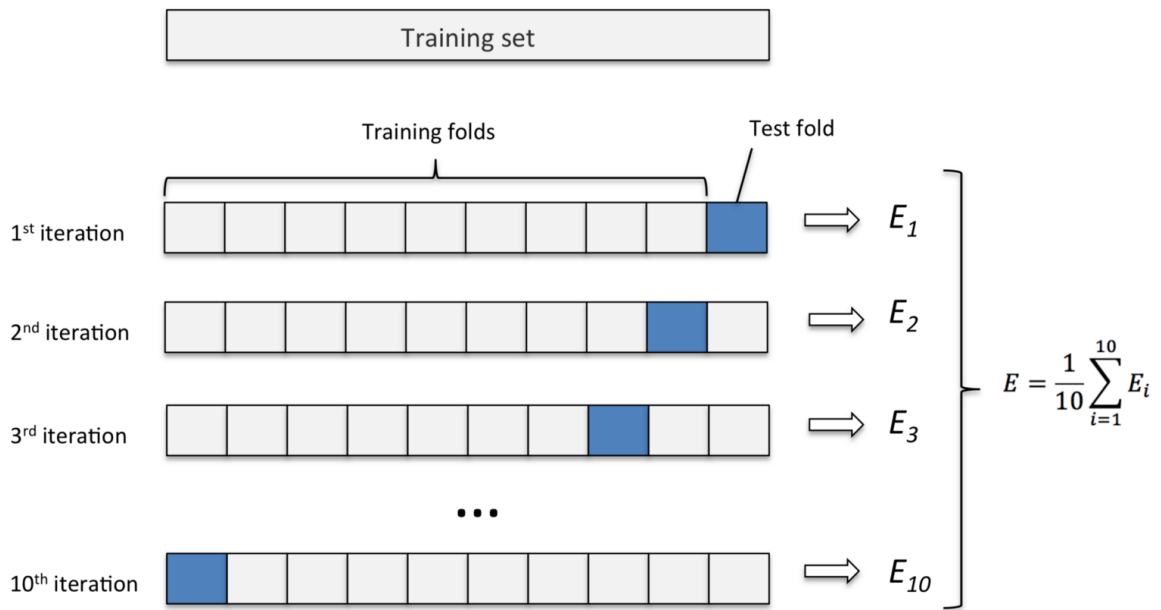 Training set
Training folds
Test fold
1st iteration
E1
2nd iteration
E2
3rd iteration
E3
E = 1/10 ∑_{i=1}^{10} E_i
...
10th iteration
E10